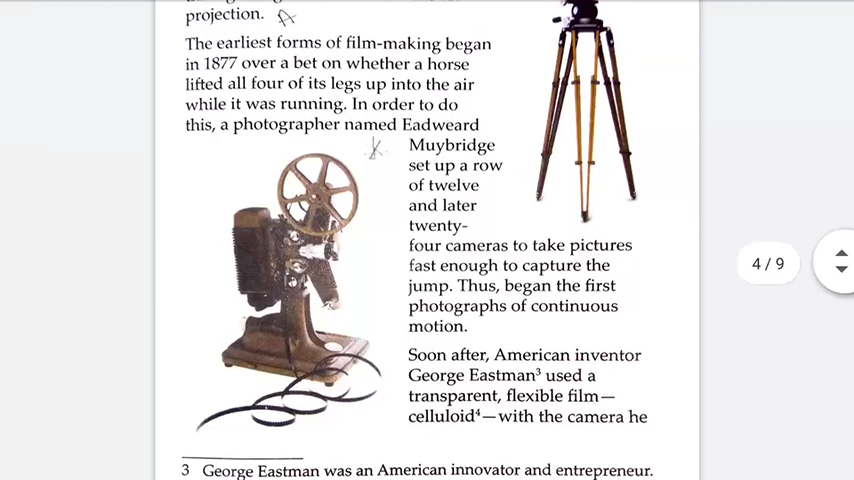 projection. A
The earliest forms of film-making began
in 1877 over a bet on whether a horse
lifted all four of its legs up into the air
while it was running. In order to do
this, a photographer named Eadweard
Muybridge
set up a row
of twelve
and later
twenty-
four cameras to take pictures
fast enough to capture the
jump. Thus, began the first
photographs of continuous
motion.
Soon after, American inventor
George Eastman³ used a
transparent, flexible film—
celluloid⁴—with the camera he
3 George Eastman was an American innovator and entrepreneur.
4 / 9